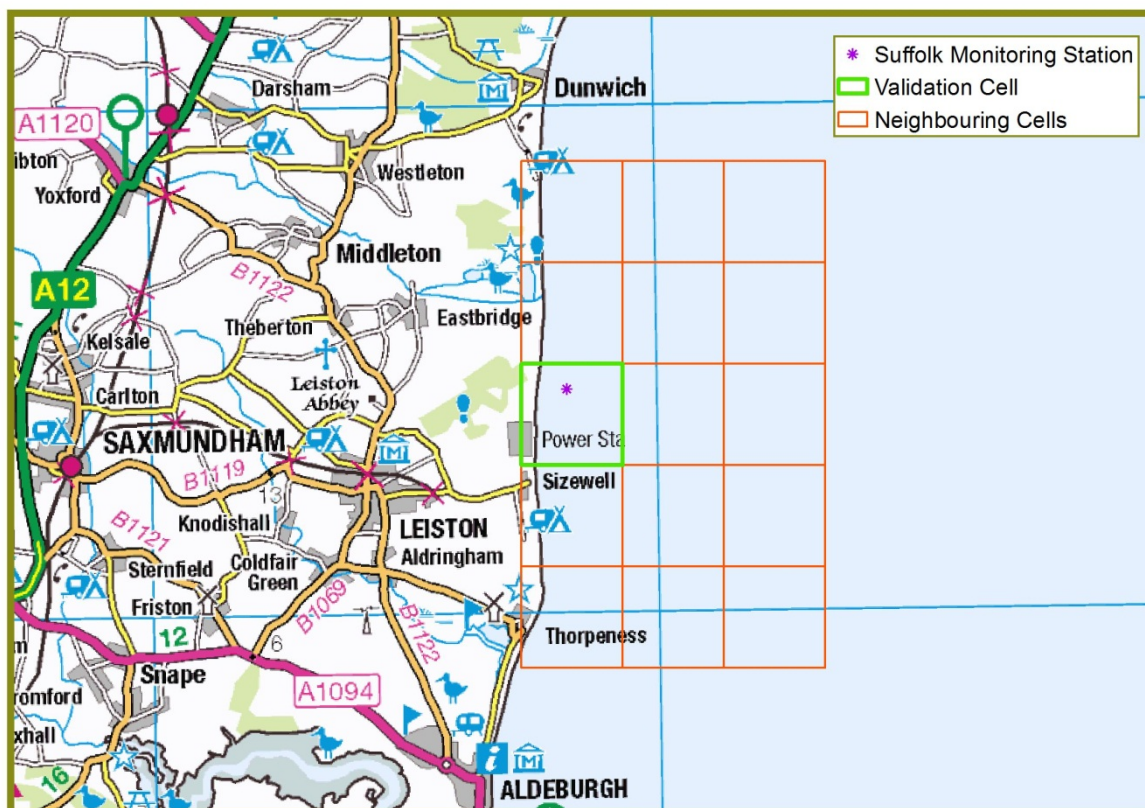 Suffolk Monitoring Station
Validation Cell
Neighbouring Cells
Darsham
Dunwich
A1120
Westleton
Yoxford
Middleton
B1122
A12
Theberton
Eastbridge
Kelsale
Leiston
Abbey
Carlton
SAXMUNDHAM
Power Sta
B1119
13
Sizewell
Knodishall
LEISTON
B1121
Coldfair
Green
Aldringham
Sternfield
Friston
B1069
B1122
12
6
Thorpeness
Snape
A1094
romford
xhall
16
ALDEBURGH